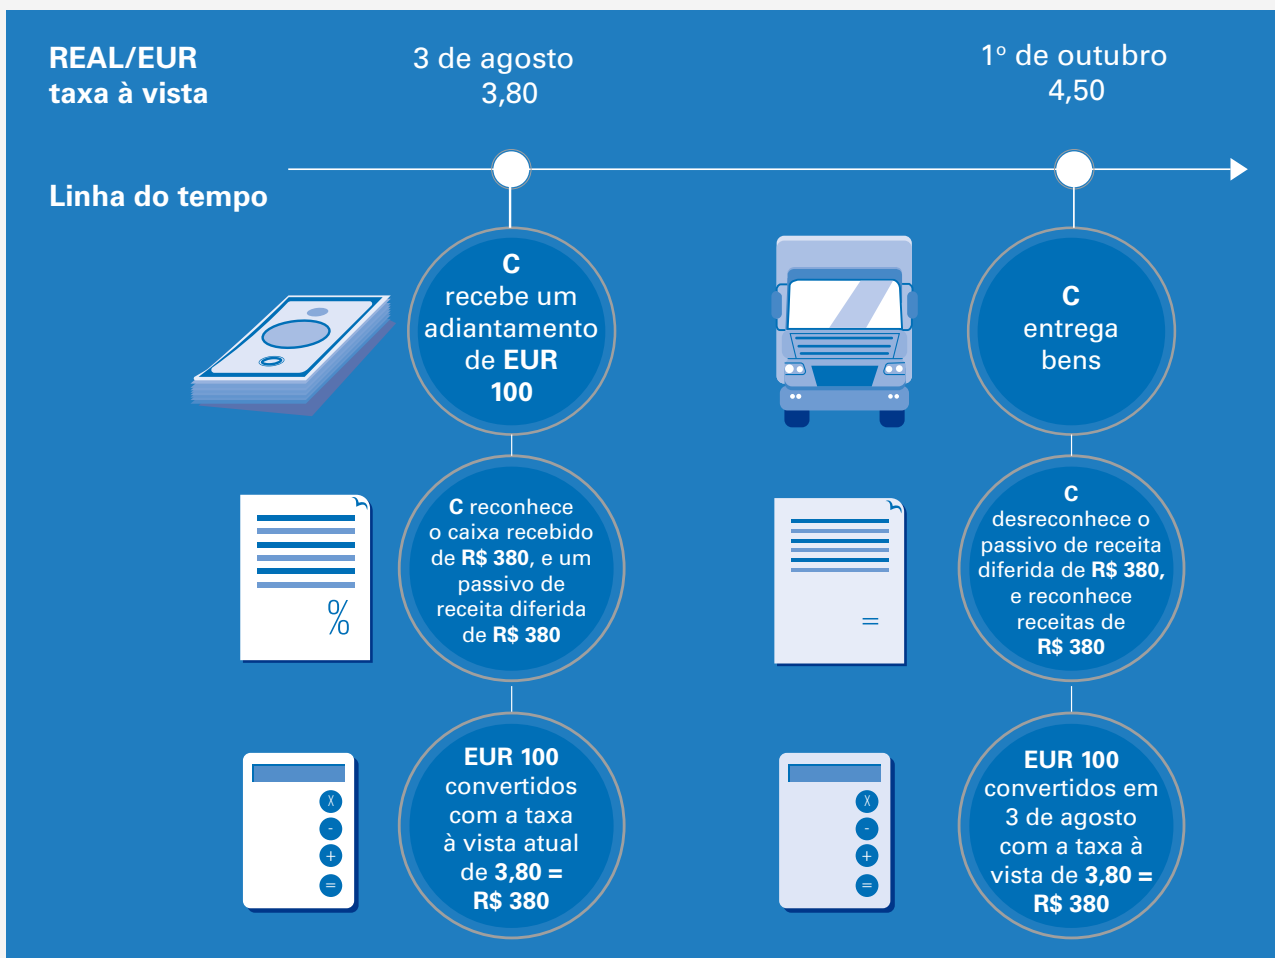 REAL/EUR
taxa à vista
3 de agosto
3,80
1º de outubro
4,50
Linha do tempo
C
recebe um
adiantamento
de EUR
100
C
entrega
bens
C reconhece
o caixa recebido
de R$ 380, e um
passivo de
receita diferida
de R$ 380
%
C
desreconhece o
passivo de receita
diferida de R$ 380,
e reconhece
receitas de
R$ 380
=
EUR 100
convertidos
com a taxa
à vista atual
de 3,80 =
R$ 380
X
-
+
=
EUR 100
convertidos em
3 de agosto
com a taxa à
vista de 3,80 =
R$ 380
X
-
+
=